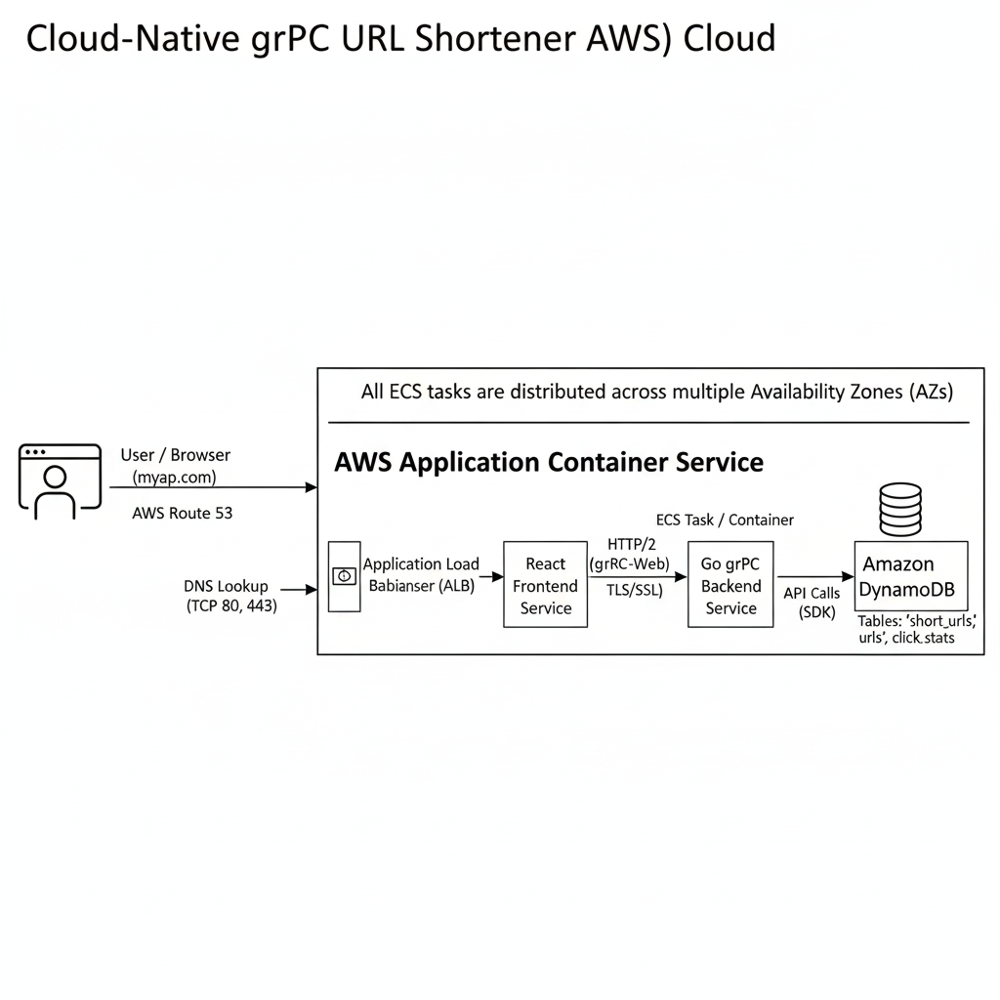 Cloud-Native grPC URL Shortener AWS) Cloud
All ECS tasks are distributed across multiple Availability Zones (AZs)
User / Browser
(myap.com)
AWS Route 53
AWS Application Container Service
ECS Task / Container
DNS Lookup
(TCP 80, 443)
Application Load
Babianser (ALB)
React
Frontend
Service
HTTP/2
(grRC-Web)
TLS/SSL)
Go grPC
Backend
Service
API Calls
(SDK)
Amazon
DynamoDB
Tables: 'short_urls,'
urls', click.stats